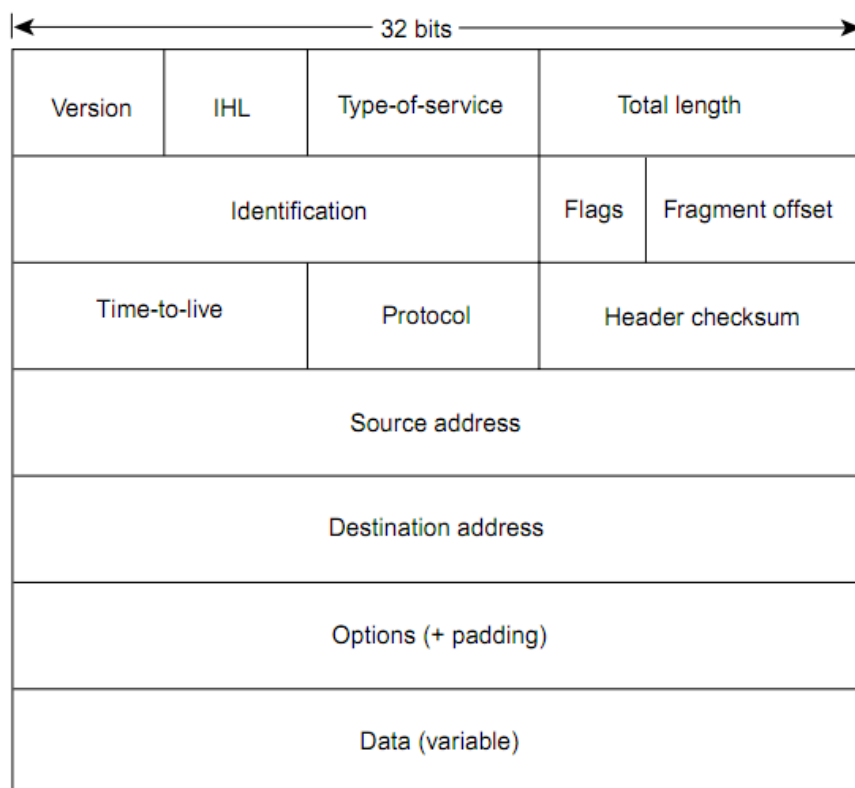 32 bits
Version IHL Type-of-service Total length
Identification Flags Fragment offset
Time-to-live Protocol Header checksum
Source address
Destination address
Options (+ padding)
Data (variable)